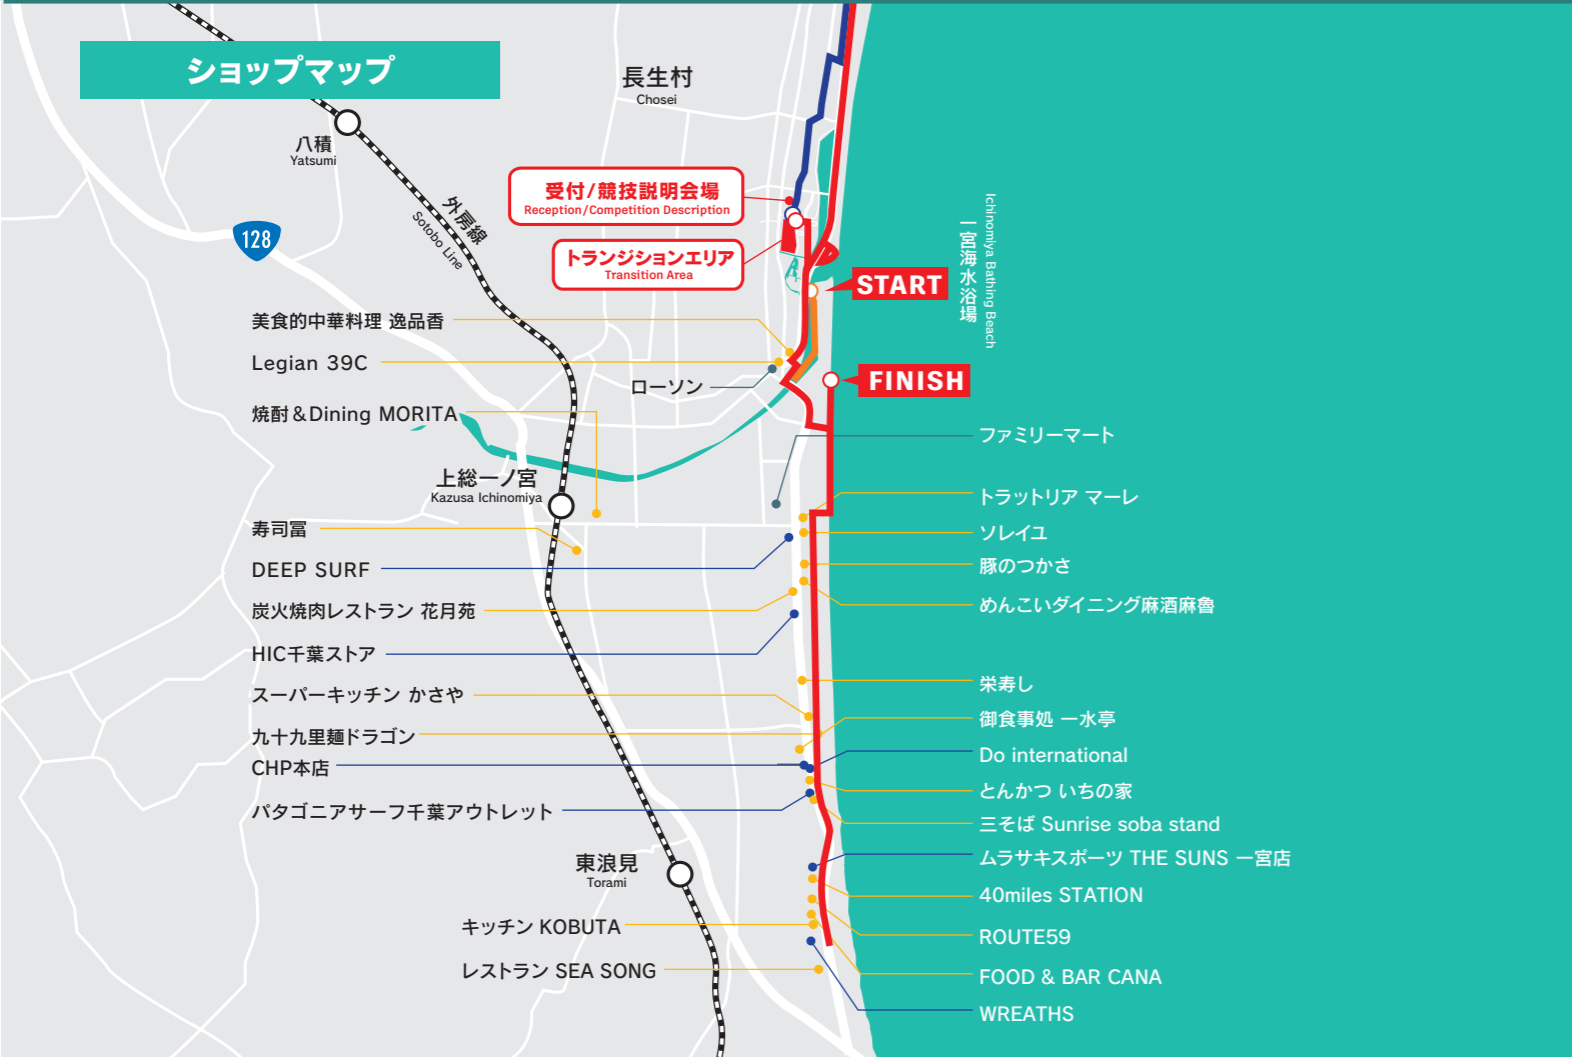 ショップマップ
長生村
Chosei
八積
Yatsumi
外房線
Sotobo Line
128
受付/競技説明会場
Reception/Competition Description
トランジションエリア
Transition Area
START
一宮海水浴場
Ichinomiya Bathing Beach
美食的中華料理 逸品香
Legian 39C
ローソン
FINISH
焼酎&Dining MORITA
ファミリーマート
上総一ノ宮
Kazusa Ichinomiya
トラットリア マーレ
寿司冨
ソレイユ
DEEP SURF
豚のつかさ
炭火焼肉レストラン 花月苑
めんこいダイニング麻酒麻魯
HIC千葉ストア
スーパーキッチン かさや
栄寿し
九十九里麺ドラゴン
御食事処 一水亭
CHP本店
Do international
パタゴニアサーフ千葉アウトレット
とんかつ いちの家
三そば Sunrise soba stand
東浪見
Torami
ムラサキスポーツ THE SUNS 一宮店
40miles STATION
キッチン KOBUTA
ROUTE59
レストラン SEA SONG
FOOD & BAR CANA
WREATHS